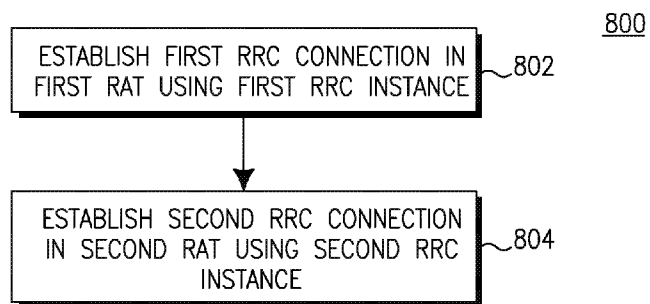 800
ESTABLISH FIRST RRC CONNECTION IN
FIRST RAT USING FIRST RRC INSTANCE
802
ESTABLISH SECOND RRC CONNECTION
IN SECOND RAT USING SECOND RRC
INSTANCE
804